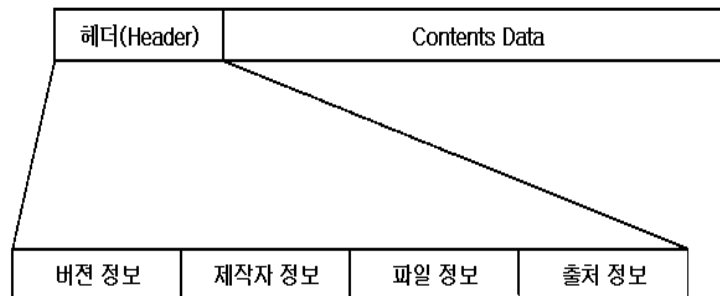 헤더(Header) Contents Data
버젼 정보 제작자 정보 파일 정보 출처 정보